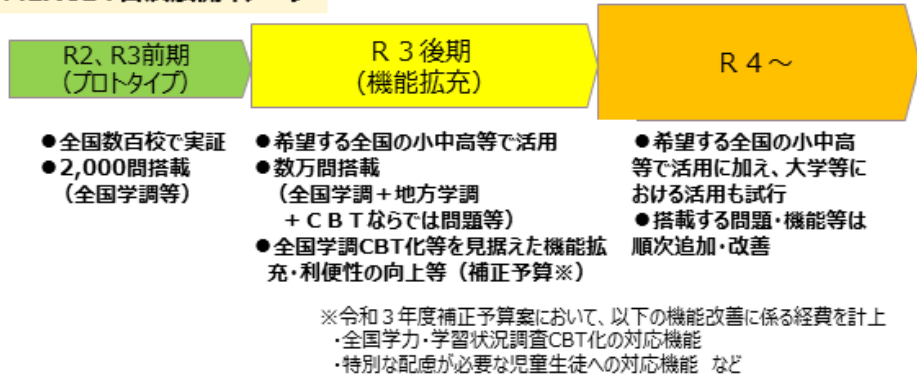 R2、R3前期
（プロトタイプ）
R３後期
（機能拡充）
R４～
●全国数百校で実証
●2,000問搭載
（全国学調等）
●希望する全国の小中高等で活用
●数万問搭載
（全国学調＋地方学調
＋ＣＢＴならでは問題等）
●全国学調CBT化等を見据えた機能拡
充・利便性の向上等（補正予算※）
●希望する全国の小中高
等で活用に加え、大学等に
おける活用も試行
●搭載する問題・機能等は
順次追加・改善
※令和３年度補正予算案において、以下の機能改善に係る経費を計上
・全国学力・学習状況調査CBT化の対応機能
・特別な配慮が必要な児童生徒への対応機能 など